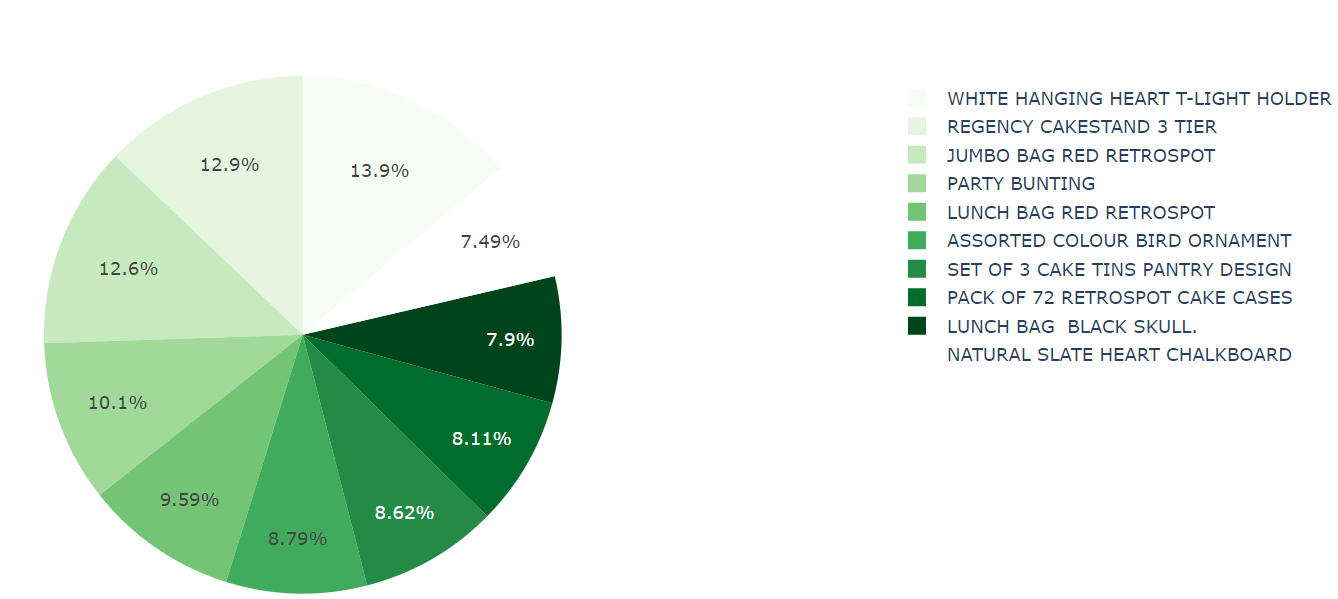 13.9%
12.9%
7.49%
12.6%
7.9%
10.1%
8.11%
9.59%
8.62%
8.79%
WHITE HANGING HEART T-LIGHT HOLDER
REGENCY CAKESTAND 3 TIER
JUMBO BAG RED RETROSPOT
PARTY BUNTING
LUNCH BAG RED RETROSPOT
ASSORTED COLOUR BIRD ORNAMENT
SET OF 3 CAKE TINS PANTRY DESIGN
PACK OF 72 RETROSPOT CAKE CASES
LUNCH BAG  BLACK SKULL.
NATURAL SLATE HEART CHALKBOARD